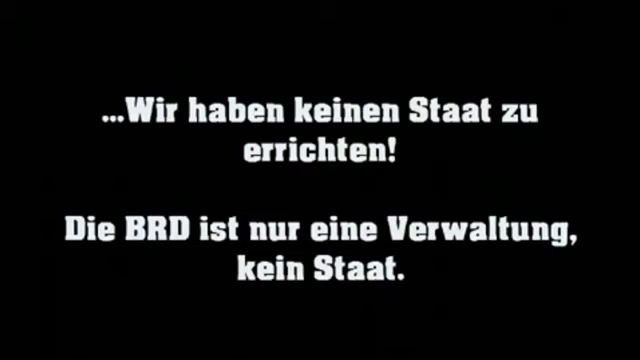 ...Wir haben keinen Staat zu
errichten!
Die BRD ist nur eine Verwaltung,
kein Staat.